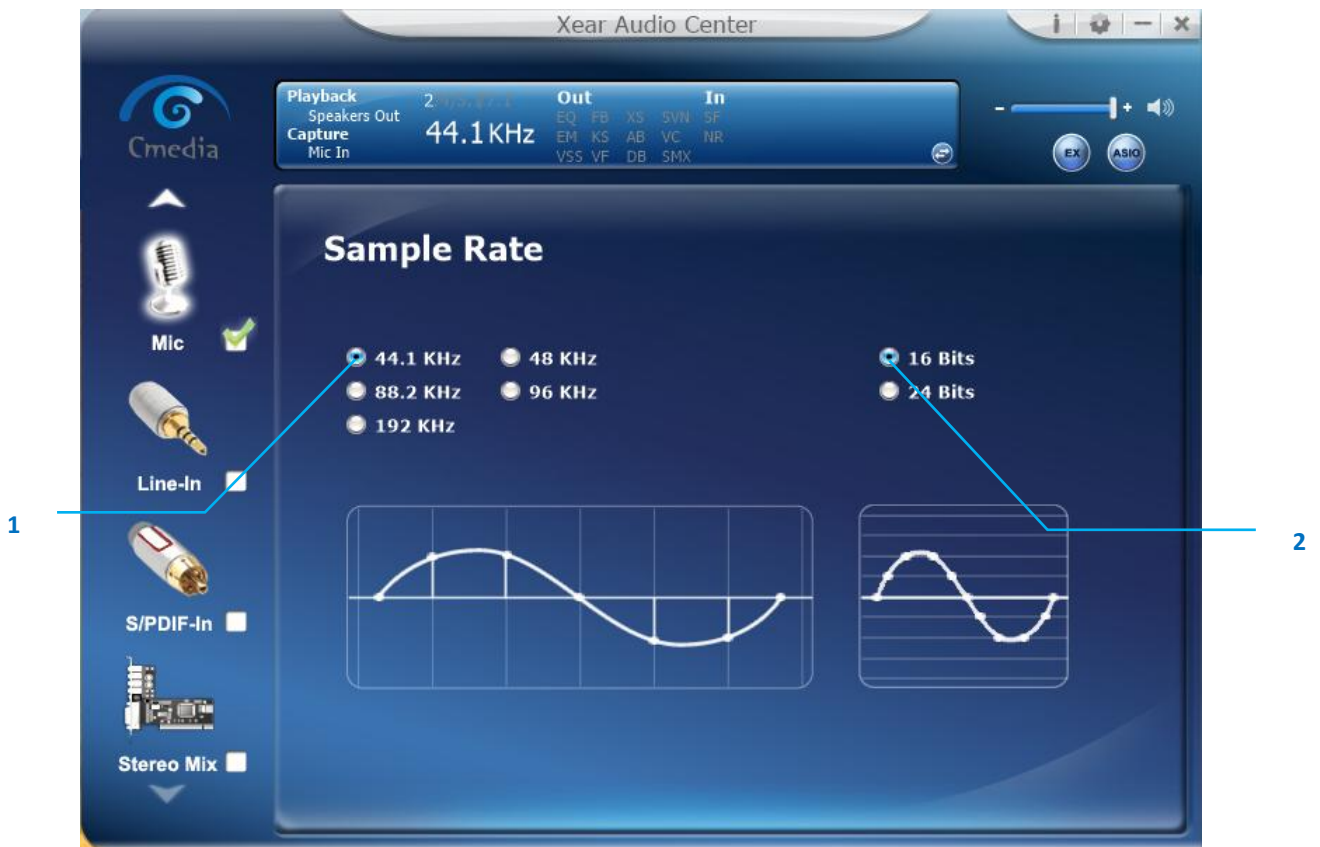 Xear Audio Center
i
Cmedia
Playback
Speakers Out
Capture
Mic In
2
44.1KHz
Out In
EQ FB XS SVN SF
EM KS AB VC NR
VSS VF DB SMX
- +
EX ASIO
Sample Rate
Mic
44.1 KHz 48 KHz 16 Bits
88.2 KHz 96 KHz 24 Bits
192 KHz
Line-In
1
2
S/PDIF-In
Stereo Mix